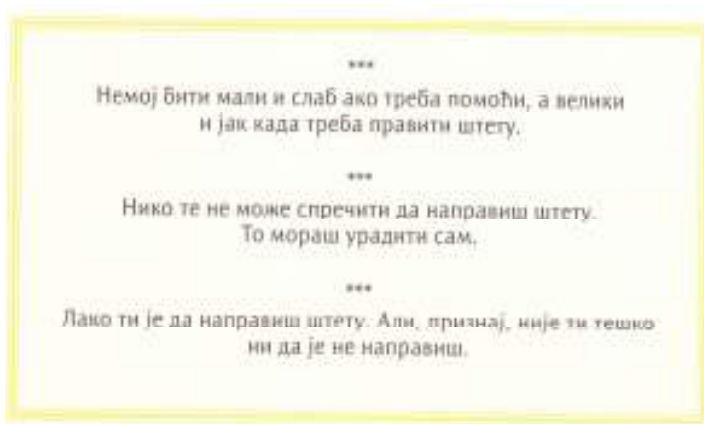 ***
Немој бити мали и слаб ако треба помоћи, а велики
и јак када треба правити штету.
***
Нико те не може спречити да направиш штету.
То мораш урадити сам.
***
Лако ти је да направиш штету. Али, признај, није ти тешко
ни да је не направиш.